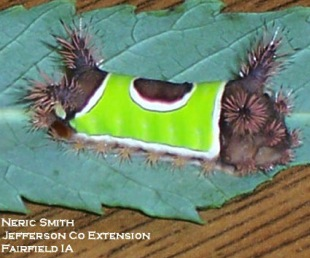 Neric Smith
Jefferson Co Extension
Fairfield IA